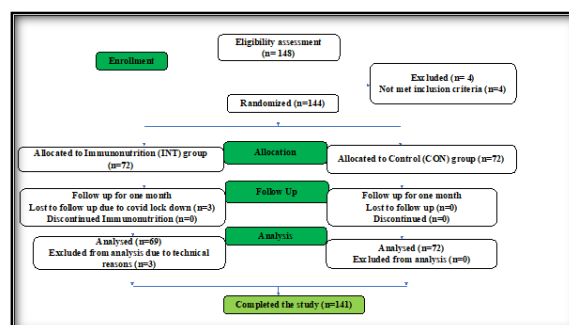 Eligibility assessment
(n= 148)
Enrollment
Excluded (n= 4)
Not met inclusion criteria (n=4)
Randomized (n=144)
Allocated to Immunonutrition (INT) group
(n=72)
Allocation
Allocated to Control (CON) group (n=72)
Follow up for one month
Lost to follow up due to covid lock down (n=3)
Discontinued Immunonutrition (n=0)
Follow Up
Follow up for one month
Lost to follow up (n=0)
Discontinued (n=0)
Analysed (n=69)
Excluded from analysis due to technical
reasons (n=3)
Analysis
Analysed (n=72)
Excluded from analysis (n=0)
Completed the study (n=141)